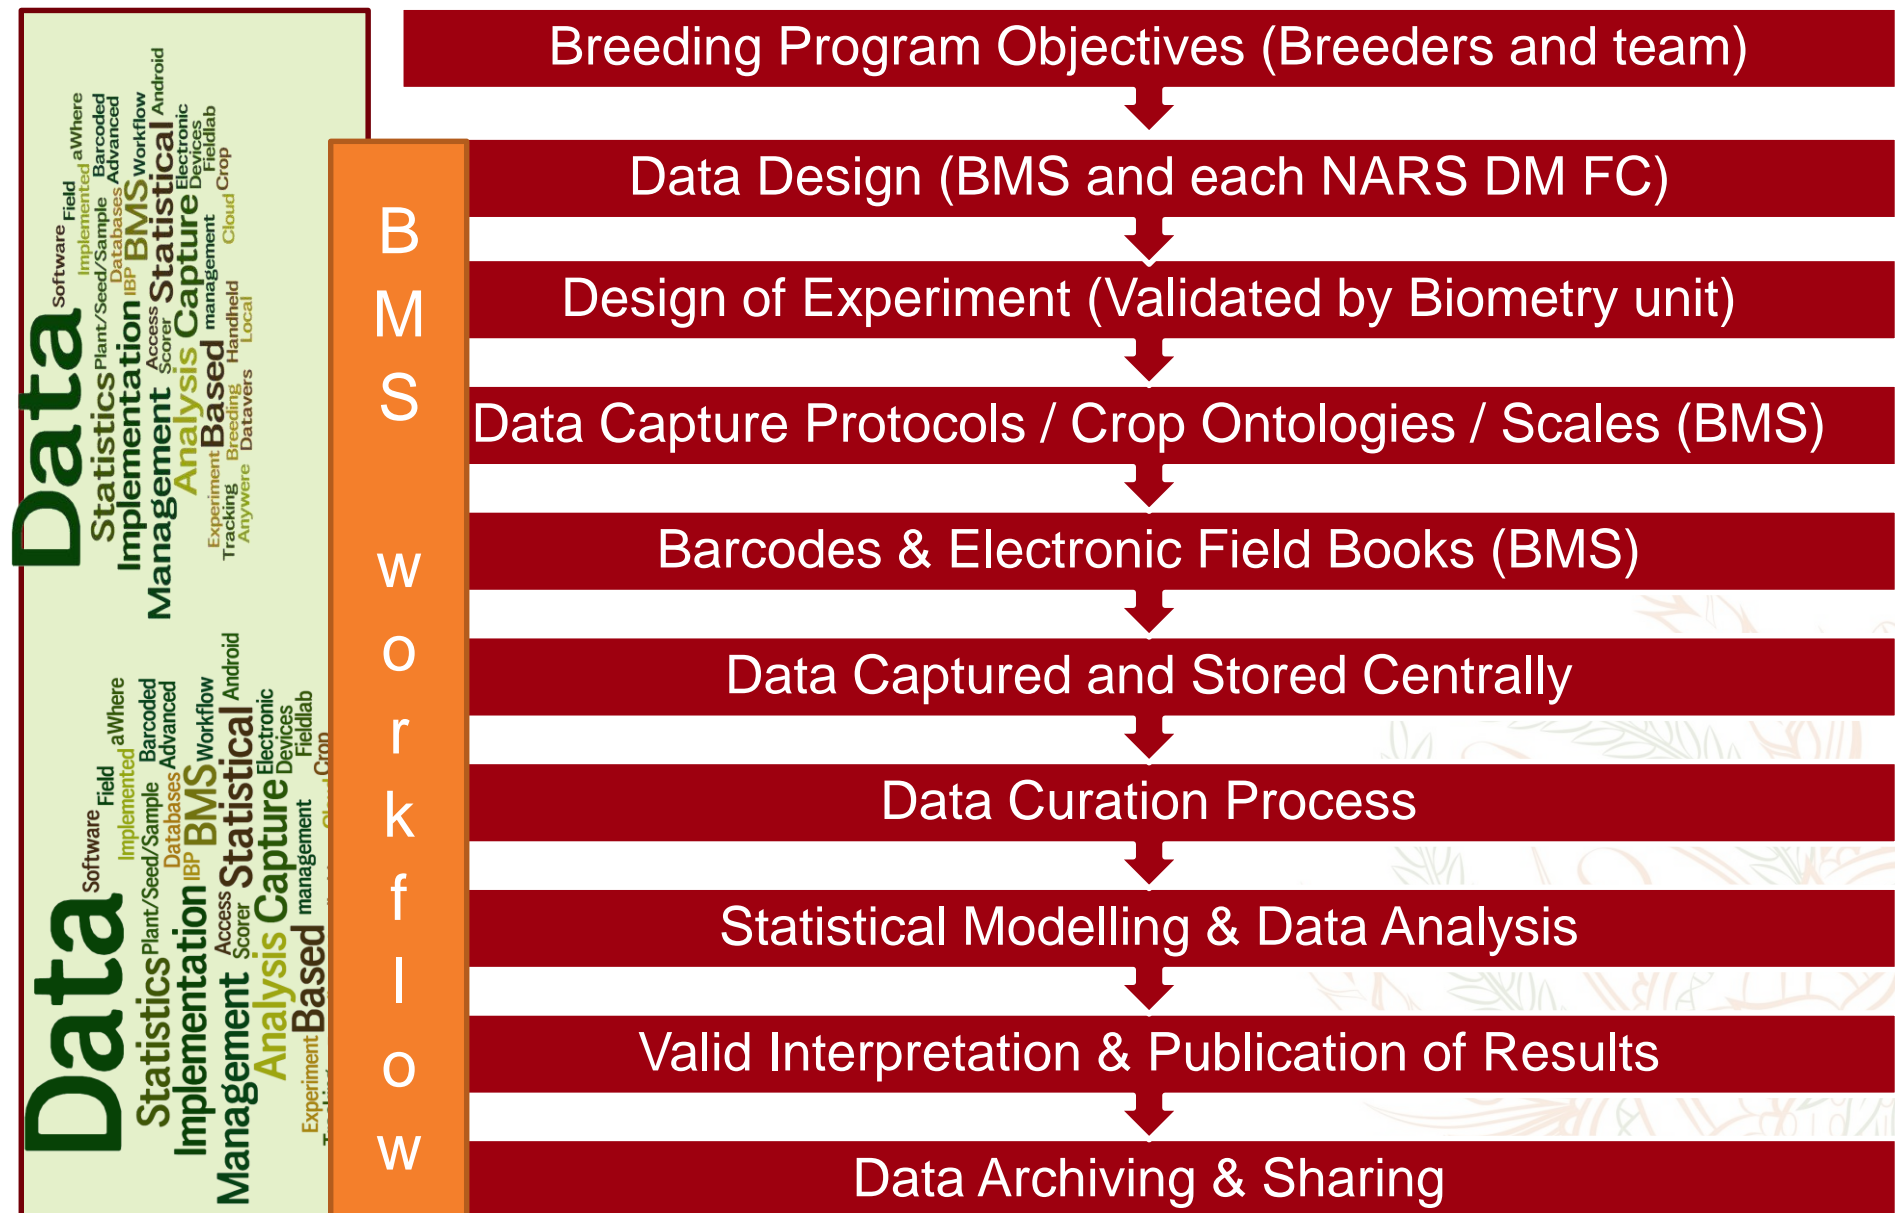 Breeding Program Objectives (Breeders and team)
Data Design (BMS and each NARS DM FC)
Design of Experiment (Validated by Biometry unit)
Data Capture Protocols / Crop Ontologies / Scales (BMS)
Barcodes & Electronic Field Books (BMS)
Data Captured and Stored Centrally
Data Curation Process
Statistical Modelling & Data Analysis
Valid Interpretation & Publication of Results
Data Archiving & Sharing
BMS workflow
Data
Software
Field
Statistics
Plant/Seed/Sample
Implemented
aWhere
Databases
Barcoded
Advanced
Implementation
IBP
BMS
Workflow
Management
Access
Scorer
Statistical
Android
Analysis
Capture
Electronic
Devices
Fieldlab
Experiment
Based
management
Cloud
Crop
Tracking
Breeding
Handheld
Anywere
Datavers
Local
Data
Software
Field
Statistics
Plant/Seed/Sample
Implemented
aWhere
Databases
Barcoded
Advanced
Implementation
IBP
BMS
Workflow
Management
Access
Scorer
Statistical
Android
Analysis
Capture
Electronic
Devices
Fieldlab
Experiment
Based
management
Crop